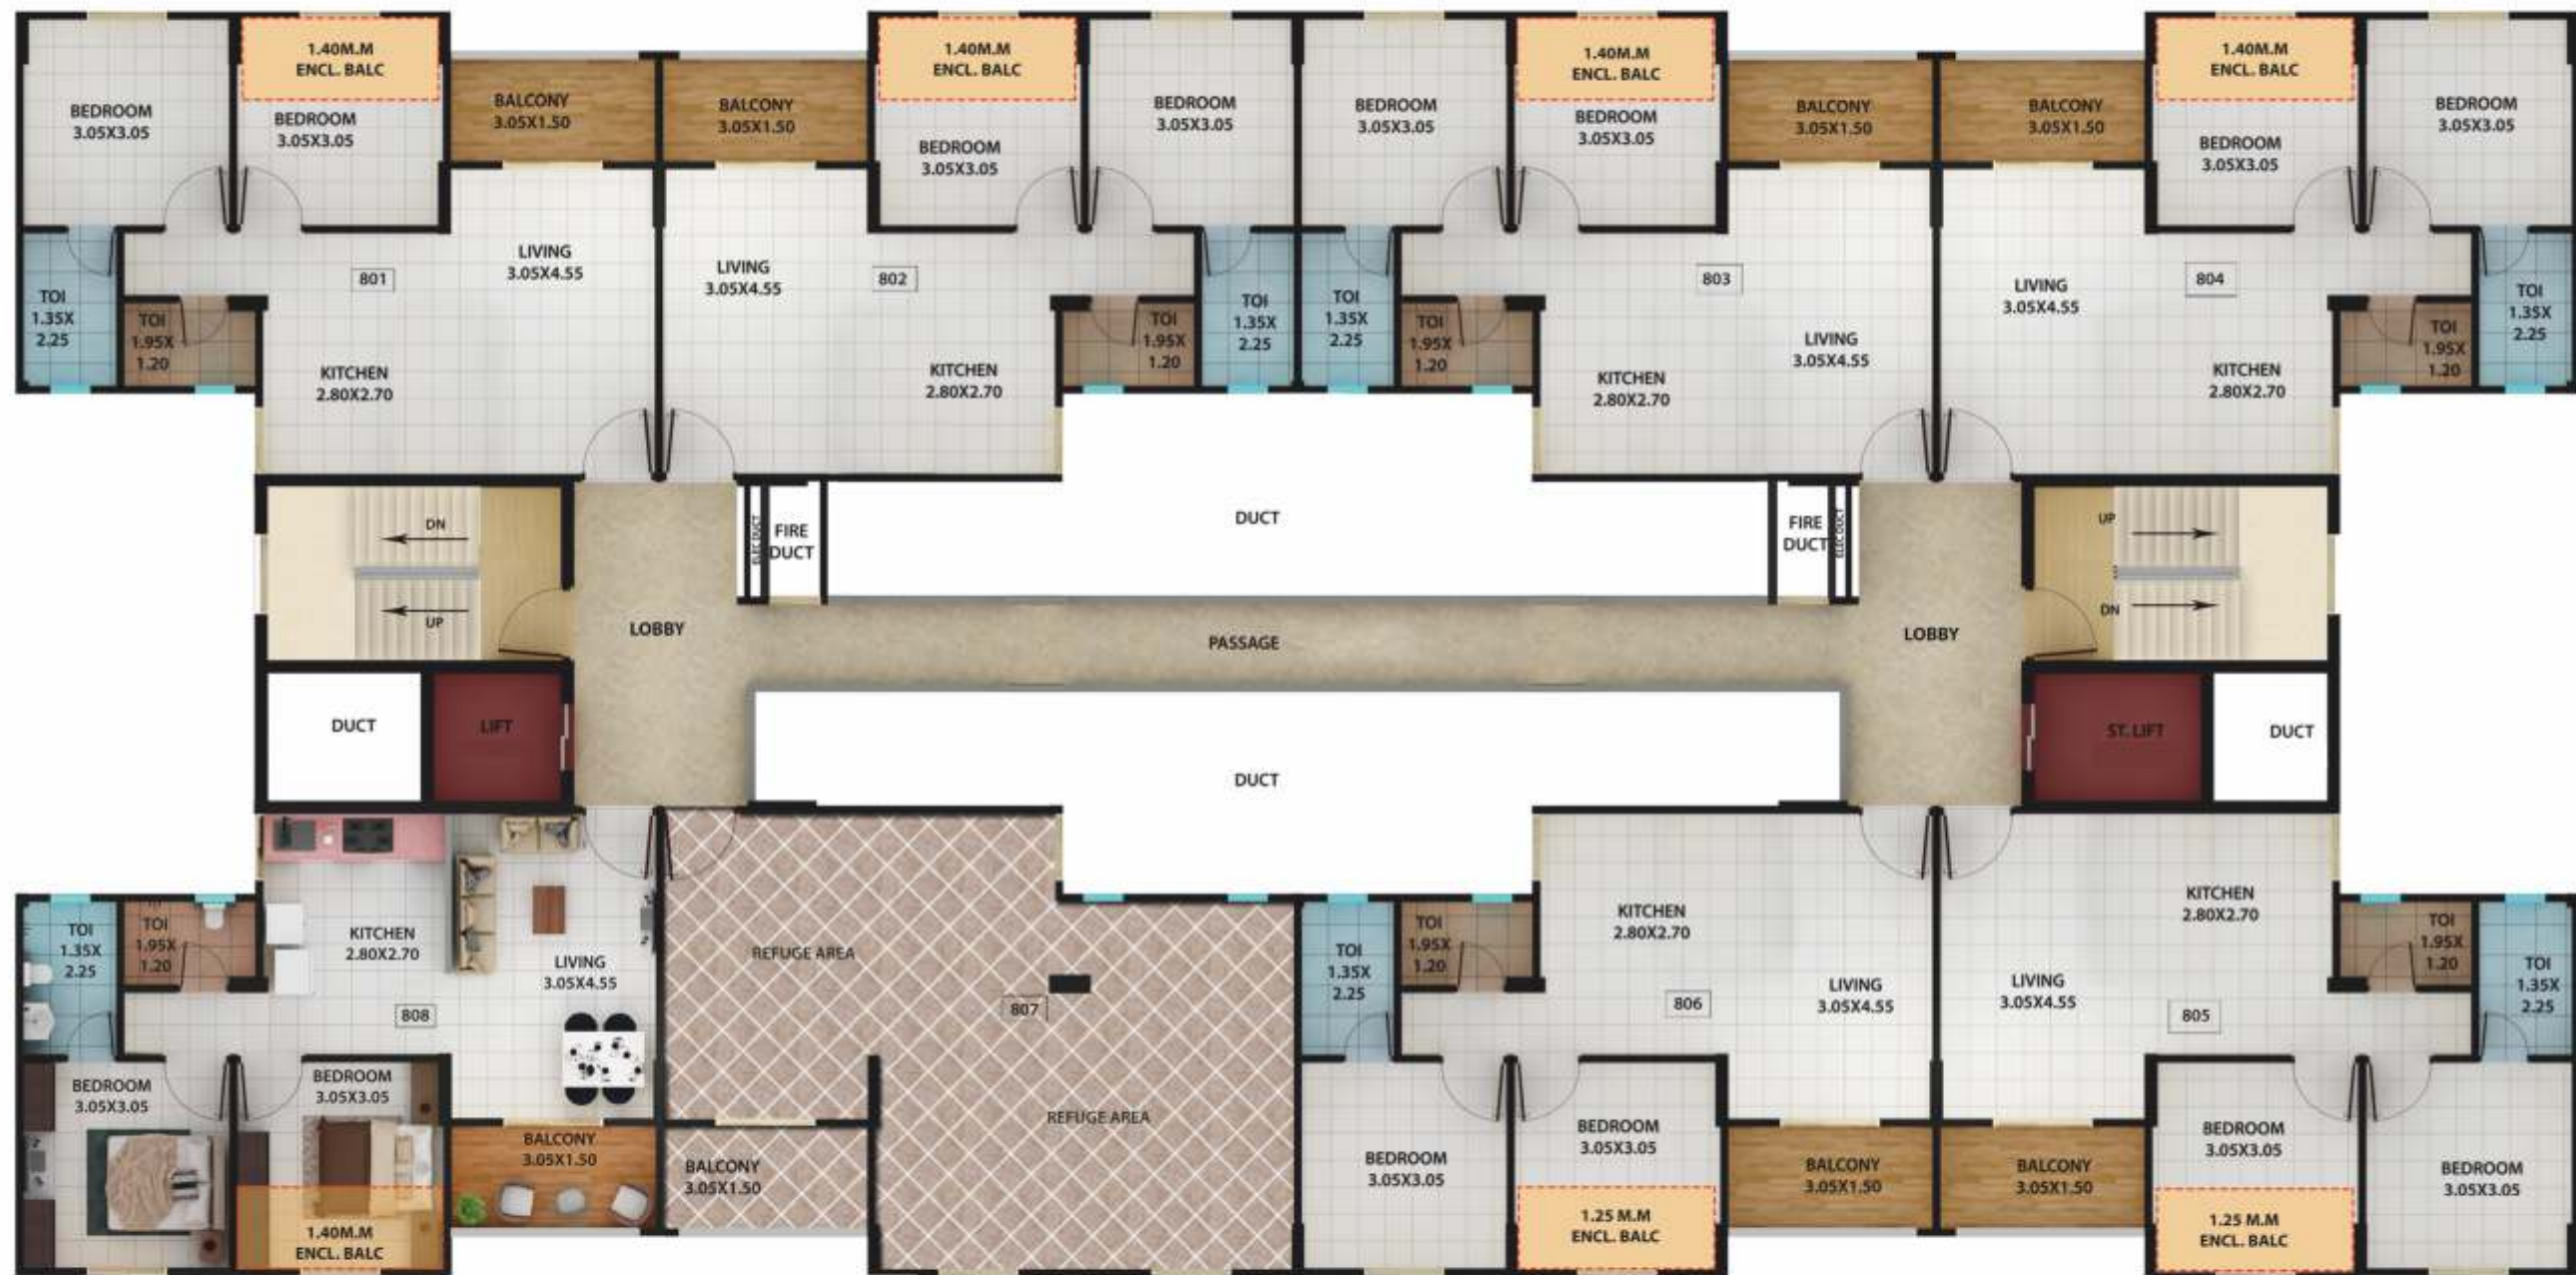 1.40M.M
ENCL. BALC
BEDROOM
3.05X3.05
BEDROOM
3.05X3.05
BALCONY
3.05X1.50
BALCONY
3.05X1.50
1.40M.M
ENCL. BALC
BEDROOM
3.05X3.05
BEDROOM
3.05X3.05
BEDROOM
3.05X3.05
1.40M.M
ENCL. BALC
BEDROOM
3.05X3.05
BALCONY
3.05X1.50
BALCONY
3.05X1.50
1.40M.M
ENCL. BALC
BEDROOM
3.05X3.05
BEDROOM
3.05X3.05
TOI
1.35X
2.25
TOI
1.95X
1.20
801
LIVING
3.05X4.55
KITCHEN
2.80X2.70
LIVING
3.05X4.55
802
KITCHEN
2.80X2.70
TOI
1.95X
1.20
TOI
1.35X
2.25
TOI
1.35X
2.25
TOI
1.95X
1.20
803
KITCHEN
2.80X2.70
LIVING
3.05X4.55
LIVING
3.05X4.55
804
KITCHEN
2.80X2.70
TOI
1.95X
1.20
TOI
1.35X
2.25
DN
UP
LOBBY
ELEC DUCT
FIRE
DUCT
DUCT
FIRE
DUCT
ELEC DUCT
PASSAGE
LOBBY
UP
DN
DUCT
LIFT
DUCT
ST. LIFT
DUCT
TOI
1.35X
2.25
TOI
1.95X
1.20
KITCHEN
2.80X2.70
LIVING
3.05X4.55
808
BEDROOM
3.05X3.05
BEDROOM
3.05X3.05
1.40M.M
ENCL. BALC
BALCONY
3.05X1.50
REFUGE AREA
807
REFUGE AREA
BALCONY
3.05X1.50
TOI
1.35X
2.25
TOI
1.95X
1.20
KITCHEN
2.80X2.70
806
LIVING
3.05X4.55
BEDROOM
3.05X3.05
BEDROOM
3.05X3.05
1.25 M.M
ENCL. BALC
BALCONY
3.05X1.50
KITCHEN
2.80X2.70
LIVING
3.05X4.55
805
TOI
1.95X
1.20
TOI
1.35X
2.25
BALCONY
3.05X1.50
BEDROOM
3.05X3.05
1.25 M.M
ENCL. BALC
BEDROOM
3.05X3.05